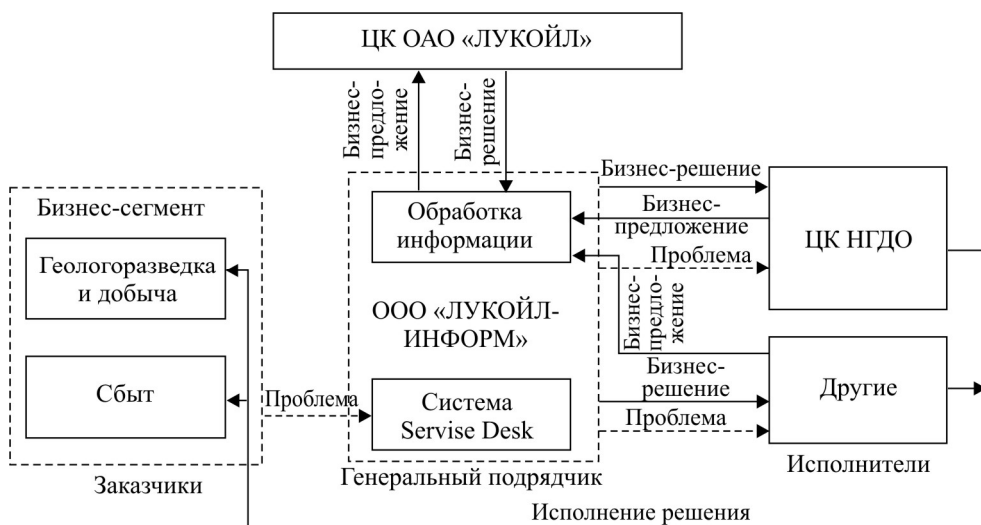 ЦК ОАО «ЛУКОЙЛ»
Бизнес-
предло-
жение
Бизнес-
решение
Бизнес-сегмент
Геологоразведка
и добыча
Сбыт
Проблема
Заказчики
Обработка
информации
ООО «ЛУКОЙЛ-
ИНФОРМ»
Система
Servise Desk
Генеральный подрядчик
Бизнес-решение
Бизнес-
предложение
Проблема
Бизнес-
предло-
жение
Бизнес-
решение
Проблема
ЦК НГДО
Другие
Исполнители
Исполнение решения